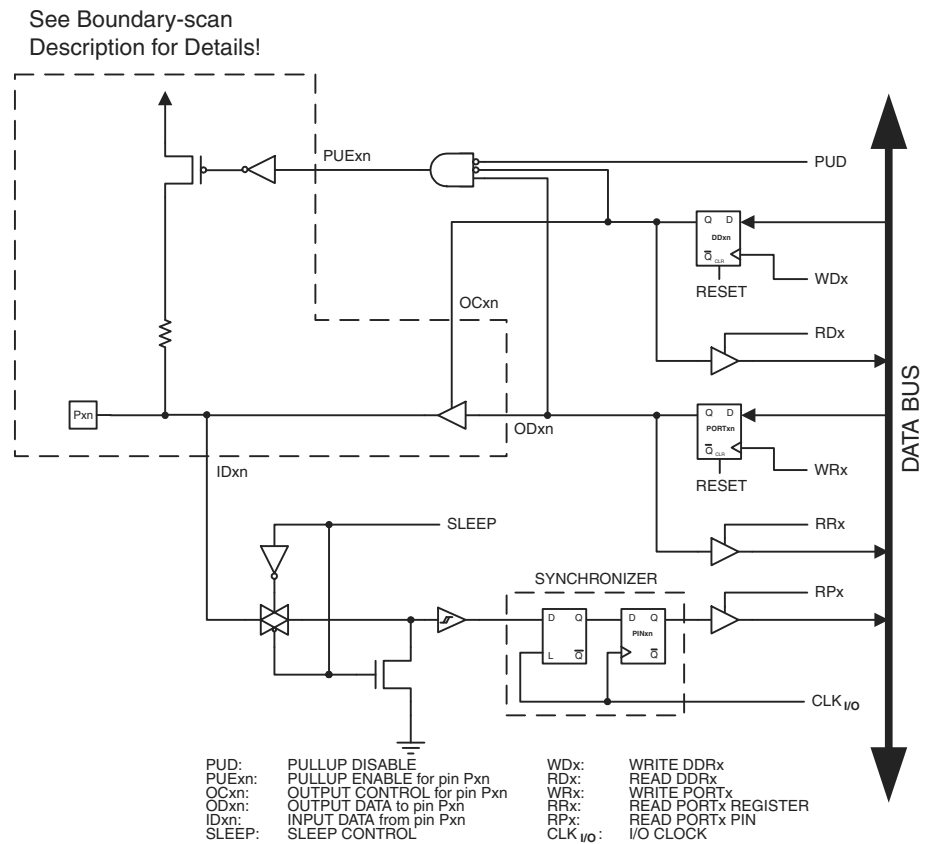 See Boundary-scan
Description for Details!
PUExn
PUD
Q D
DDxn
Q CLR
WDx
RESET
OCxn
RDx
Pxn
ODxn
Q D
PORTxn
Q CLR
WRx
RESET
DATA BUS
IDxn
SLEEP
RRx
SYNCHRONIZER
RPx
D Q
L Q
D Q
PINxn
Q
CLK I/O
PUD: PULLUP DISABLE
PUExn: PULLUP ENABLE for pin Pxn
OCxn: OUTPUT CONTROL for pin Pxn
ODxn: OUTPUT DATA to pin Pxn
IDxn: INPUT DATA from pin Pxn
SLEEP: SLEEP CONTROL
WDx: WRITE DDRx
RDx: READ DDRx
WRx: WRITE PORTx
RRx: READ PORTx REGISTER
RPx: READ PORTx PIN
CLK I/O: I/O CLOCK